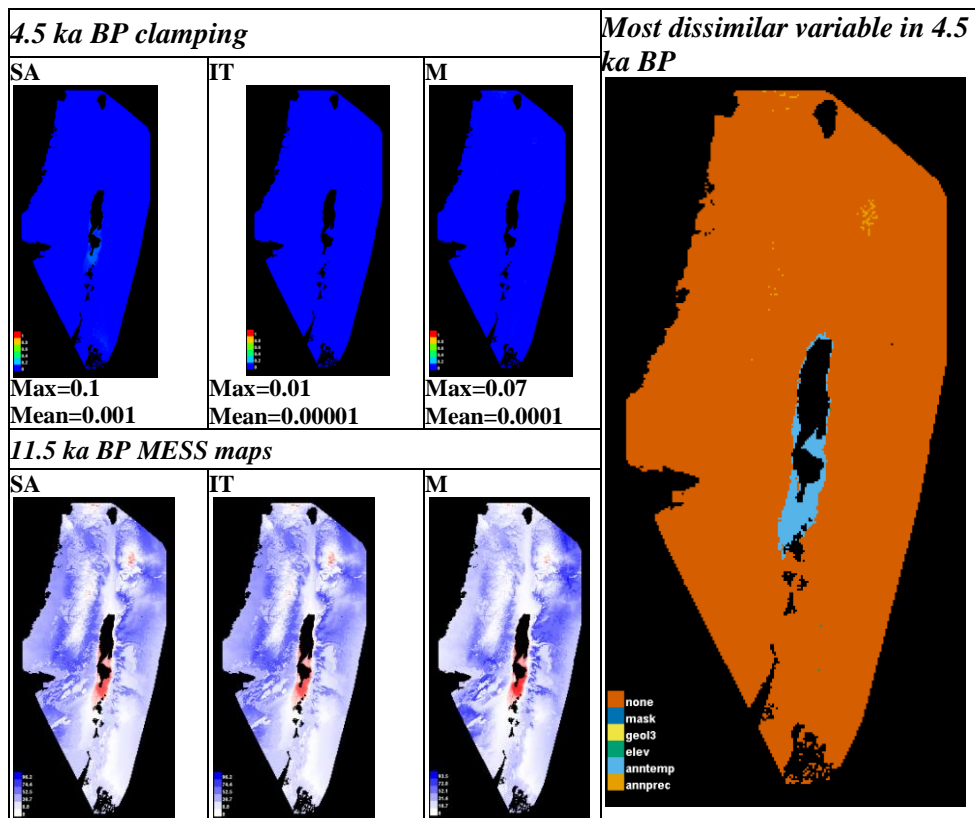 4.5 ka BP clamping
SA
IT
M
Max=0.1
Mean=0.001
Max=0.01
Mean=0.00001
Max=0.07
Mean=0.0001
11.5 ka BP MESS maps
SA
IT
M
Most dissimilar variable in 4.5
ka BP
none
mask
geol3
elev
anntemp
annprec